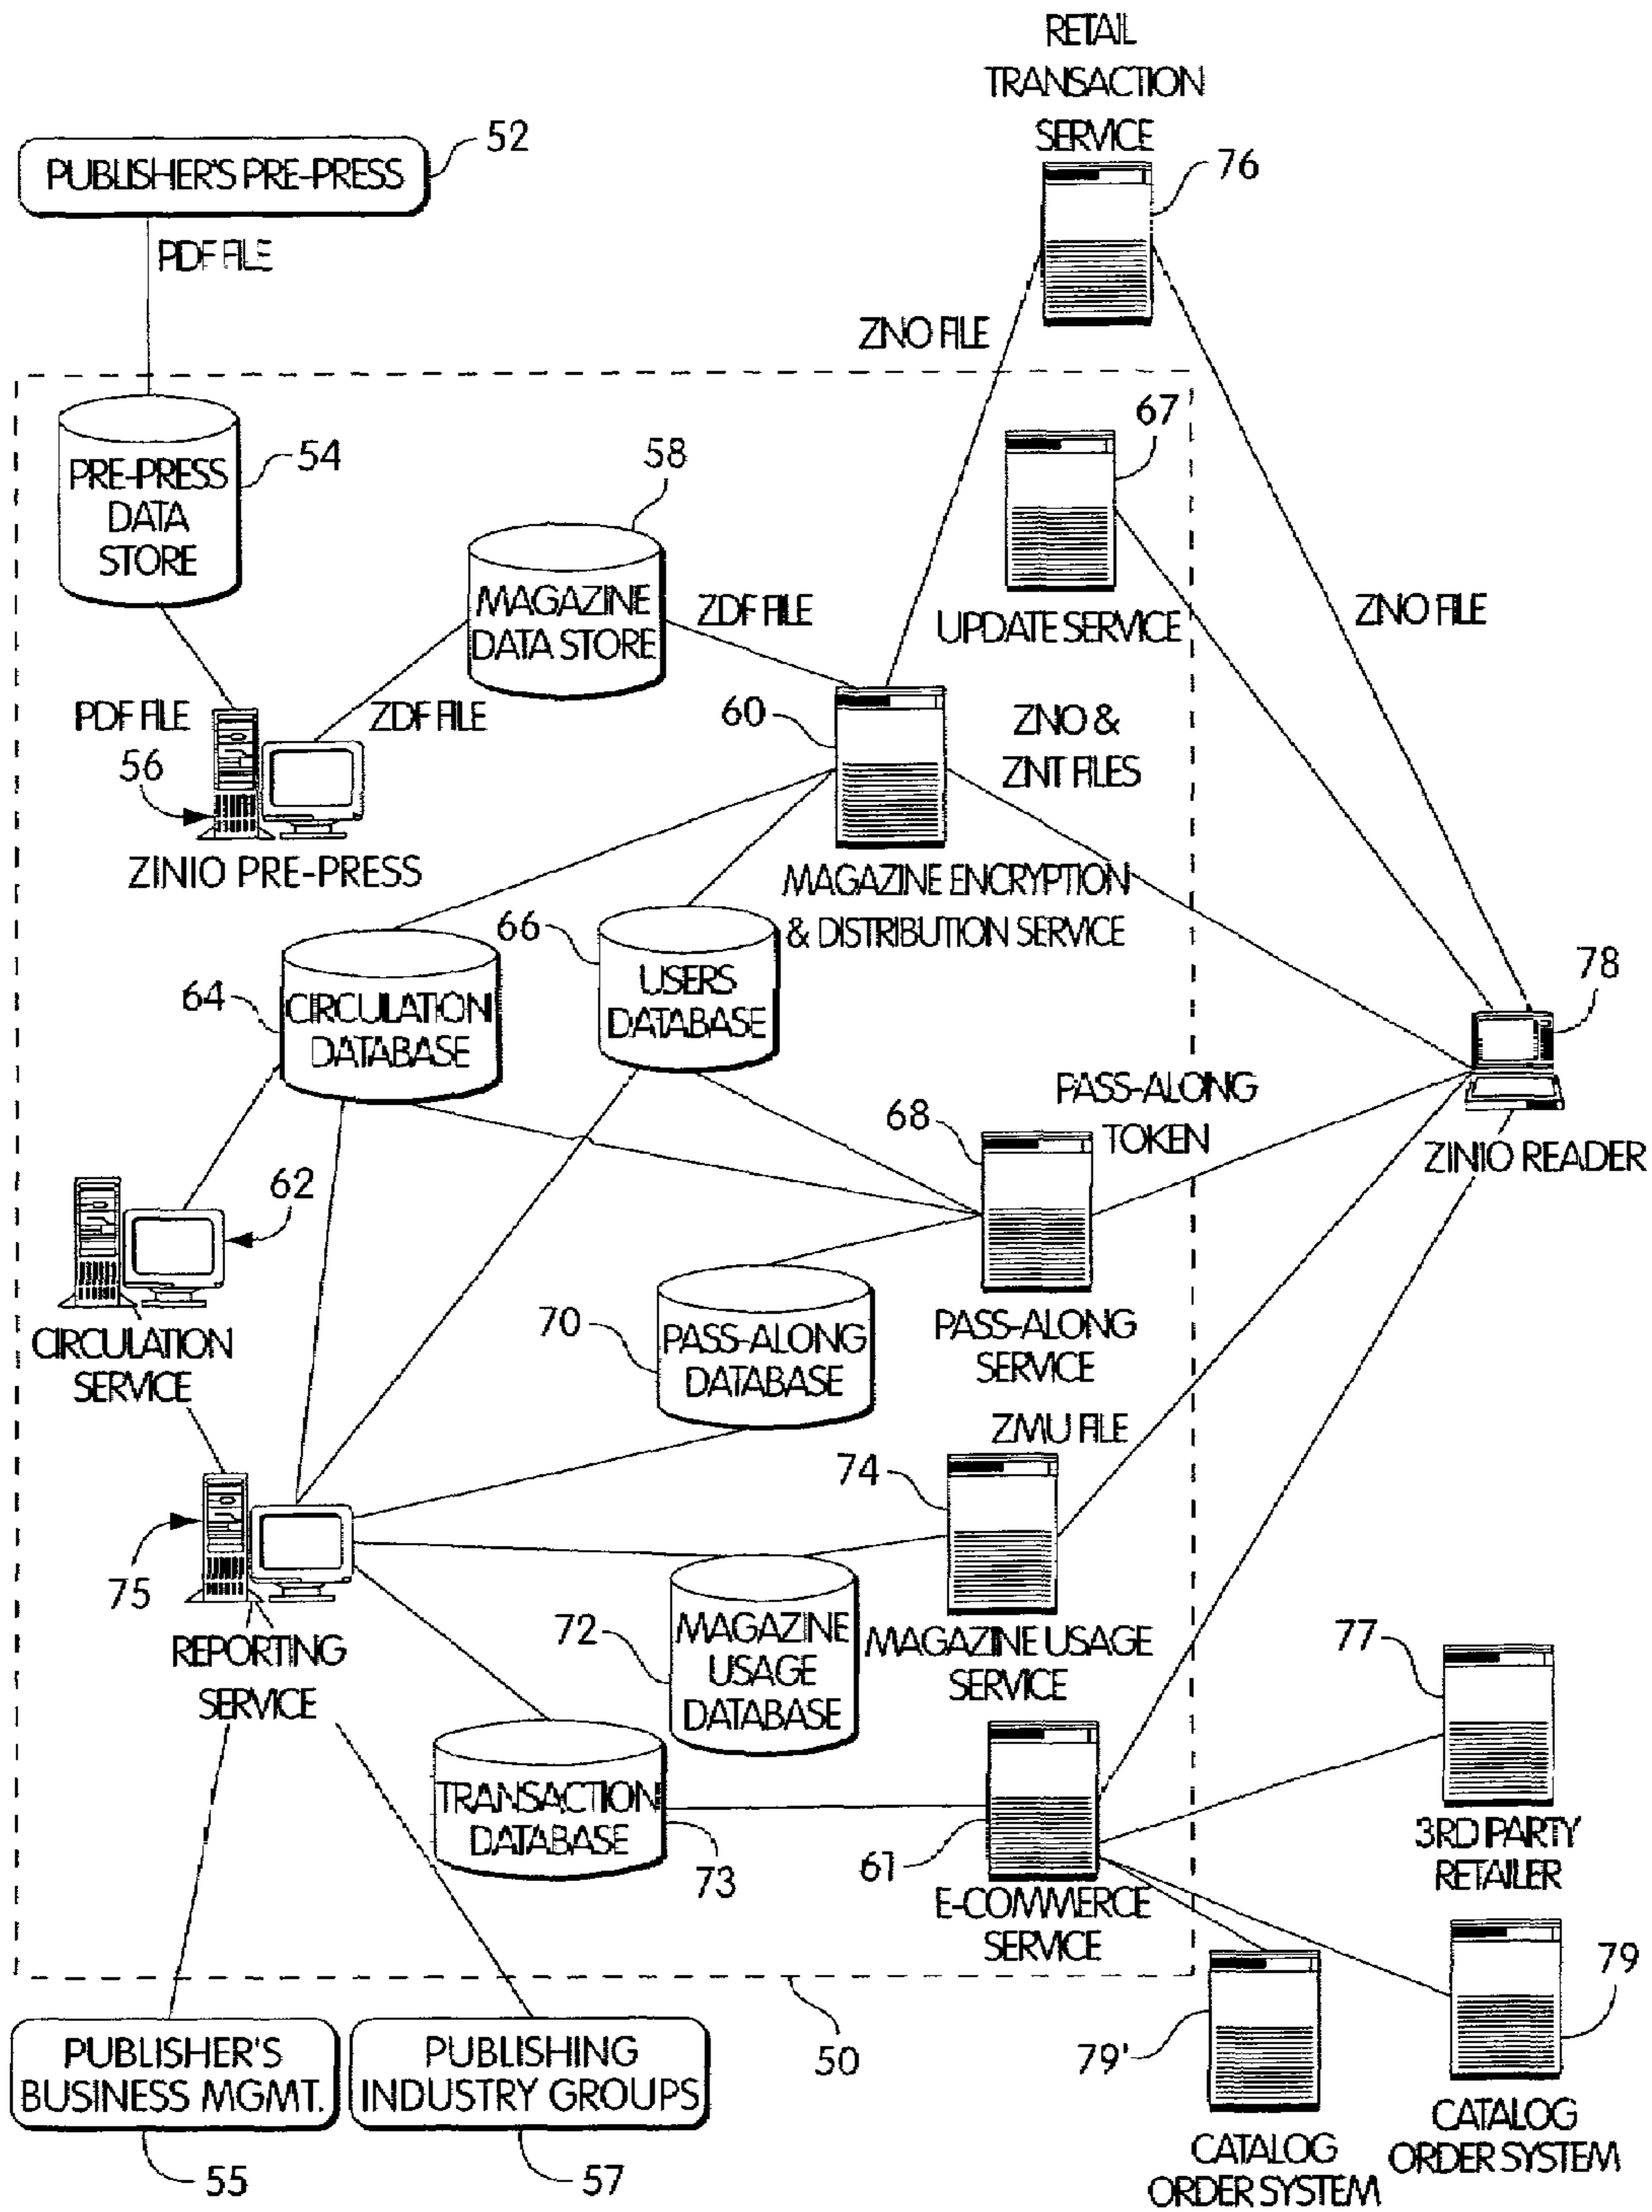 RETAIL
TRANSACTION
SERVICE
76
52
PUBLISHER'S PRE-PRESS
PDF FILE
ZNO FILE
67
54
PRE-PRESS
DATA
STORE
58
MAGAZINE
DATA STORE
ZDF FILE
UPDATE SERVICE
ZNO FILE
PDF FILE
ZDF FILE
56
ZINIO PRE-PRESS
60
ZNO &
ZNT FILES
MAGAZINE ENCRYPTION
& DISTRIBUTION SERVICE
66
USERS
DATABASE
64
CIRCULATION
DATABASE
78
ZINIO READER
PASS-ALONG
TOKEN
68
62
CIRCULATION
SERVICE
70
PASS-ALONG
DATABASE
PASS-ALONG
SERVICE
ZMU FILE
74
75
REPORTING
SERVICE
72
MAGAZINE
USAGE
DATABASE
MAGAZINE USAGE
SERVICE
77
3RD PARTY
RETAILER
TRANSACTION
DATABASE
73
61
E-COMMERCE
SERVICE
50
79
CATALOG
ORDER SYSTEM
79'
CATALOG
ORDER SYSTEM
PUBLISHER'S
BUSINESS MGMT.
55
PUBLISHING
INDUSTRY GROUPS
57